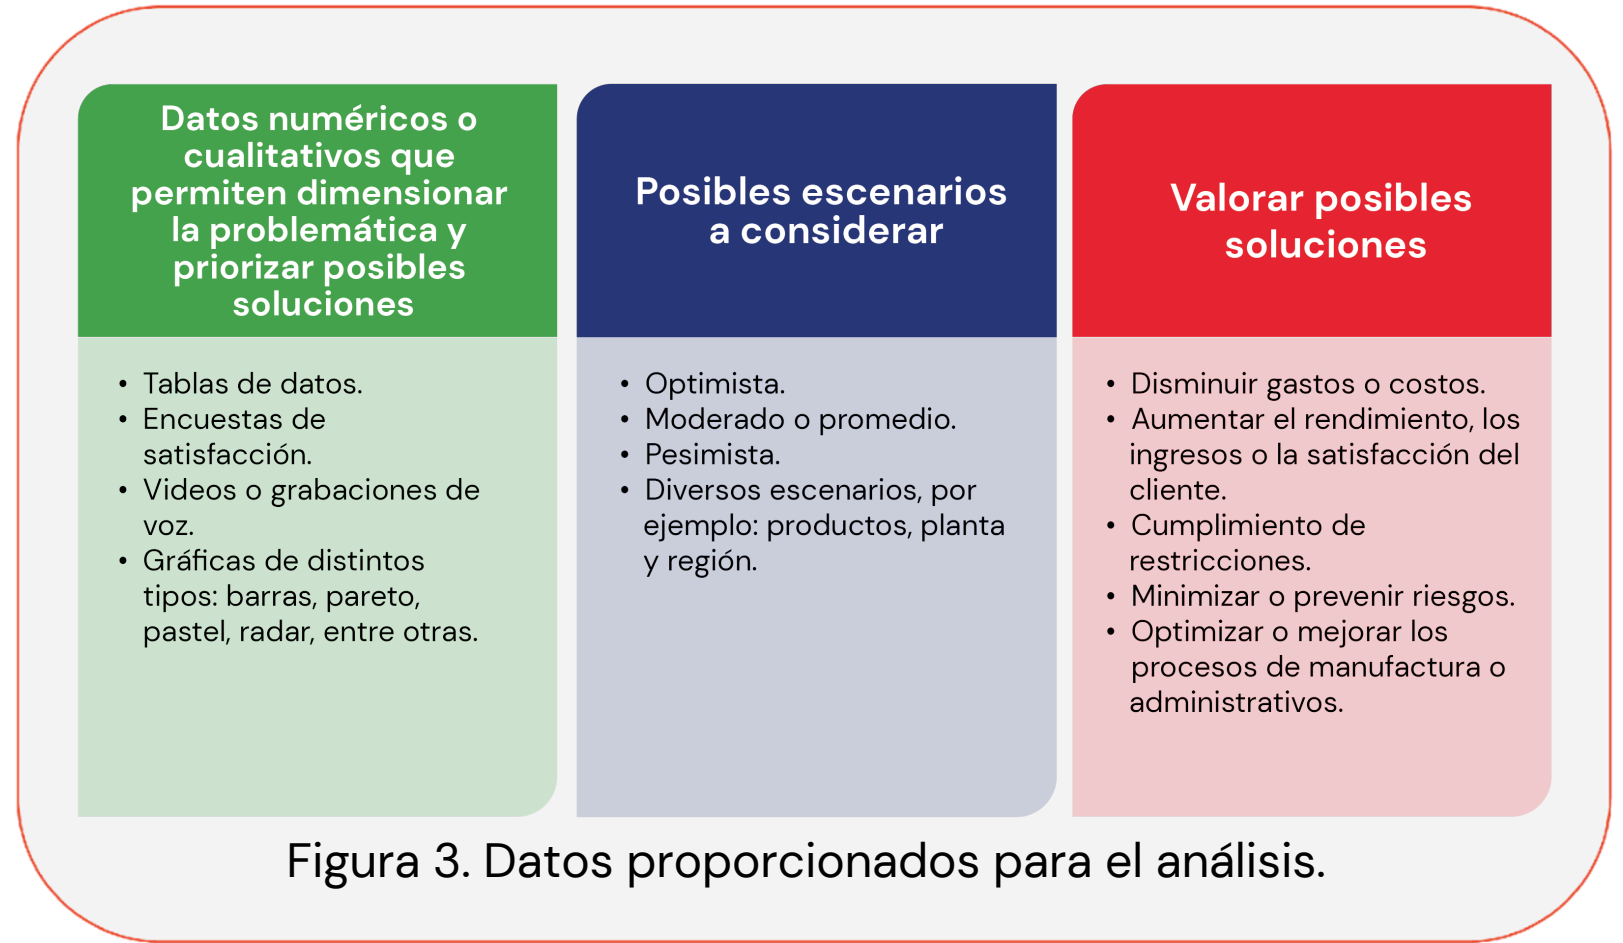 Datos numéricos o
cualitativos que
permiten dimensionar
la problemática y
priorizar posibles
soluciones
• Tablas de datos.
• Encuestas de
satisfacción.
• Videos o grabaciones de
voz.
• Gráficas de distintos
tipos: barras, pareto,
pastel, radar, entre otras.
Posibles escenarios
a considerar
• Optimista.
• Moderado o promedio.
• Pesimista.
• Diversos escenarios, por
ejemplo: productos, planta
y región.
Valorar posibles
soluciones
• Disminuir gastos o costos.
• Aumentar el rendimiento, los
ingresos o la satisfacción del
cliente.
• Cumplimiento de
restricciones.
• Minimizar o prevenir riesgos.
• Optimizar o mejorar los
procesos de manufactura o
administrativos.
Figura 3. Datos proporcionados para el análisis.